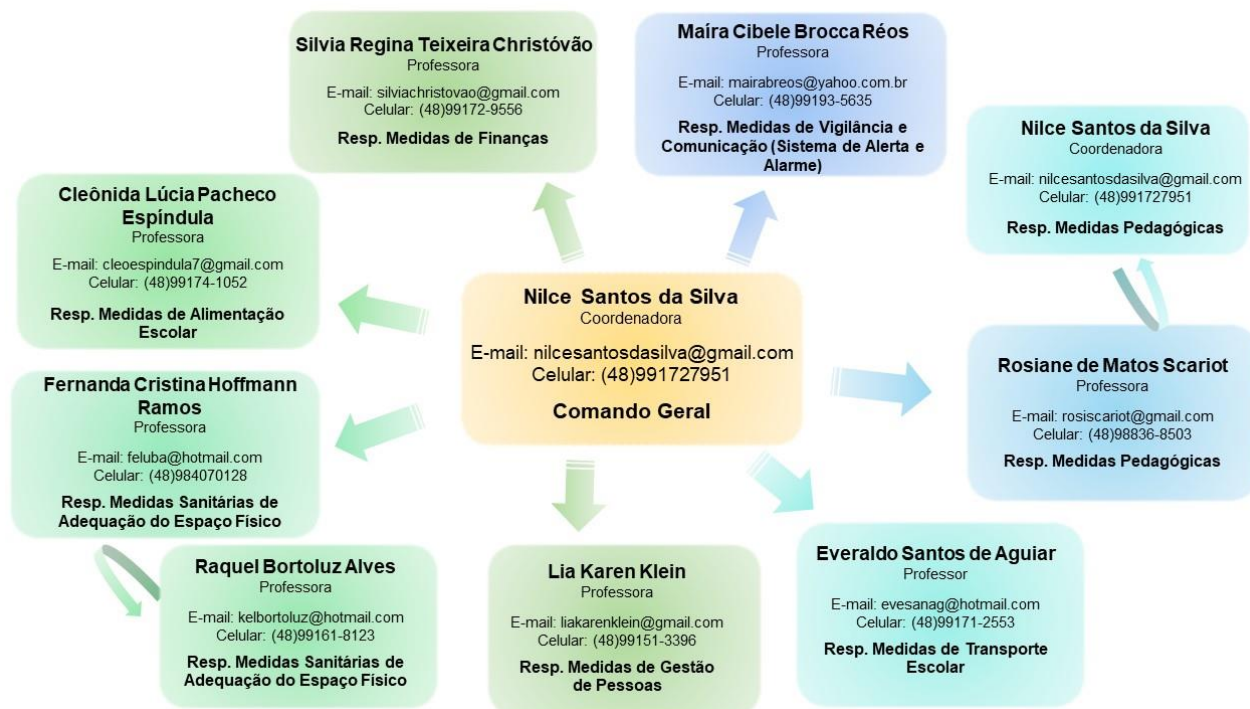 Silvia Regina Teixeira Christóvão
Professora
E-mail: silviachristovao@gmail.com
Celular: (48)99172-9556
Resp. Medidas de Finanças
Maíra Cibele Brocca Réos
Professora
E-mail: mairabreos@yahoo.com.br
Celular: (48)99193-5635
Resp. Medidas de Vigilância e
Comunicação (Sistema de Alerta e
Alarme)
Nilce Santos da Silva
Coordenadora
E-mail: nilcesantosdasilva@gmail.com
Celular: (48)991727951
Resp. Medidas Pedagógicas
Cleônida Lúcia Pacheco
Espíndula
Professora
E-mail: cleoespindula7@gmail.com
Celular: (48)99174-1052
Resp. Medidas de Alimentação
Escolar
Nilce Santos da Silva
Coordenadora
E-mail: nilcesantosdasilva@gmail.com
Celular: (48)991727951
Comando Geral
Rosiane de Matos Scariot
Professora
E-mail: rosiscariot@gmail.com
Celular: (48)98836-8503
Resp. Medidas Pedagógicas
Fernanda Cristina Hoffmann
Ramos
Professora
E-mail: feluba@hotmail.com
Celular: (48)984070128
Resp. Medidas Sanitárias de
Adequação do Espaço Físico
Raquel Bortoluz Alves
Professora
E-mail: kelbortoluz@hotmail.com
Celular: (48)99161-8123
Resp. Medidas Sanitárias de
Adequação do Espaço Físico
Lia Karen Klein
Professora
E-mail: liakarenklein@gmail.com
Celular: (48)99151-3396
Resp. Medidas de Gestão
de Pessoas
Everaldo Santos de Aguiar
Professor
E-mail: evesanag@hotmail.com
Celular: (48)99171-2553
Resp. Medidas de Transporte
Escolar